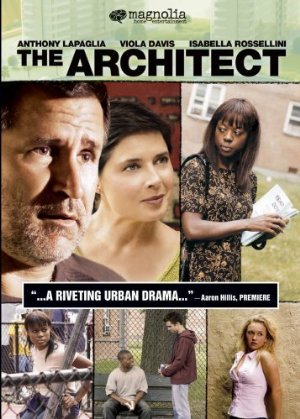 magnolia
home entertainment
ANTHONY LAPAGLIA VIOLA DAVIS ISABELLA ROSSELLINI
THE ARCHITECT
"...A RIVETING URBAN DRAMA..." —Aaron Hillis, PREMIERE